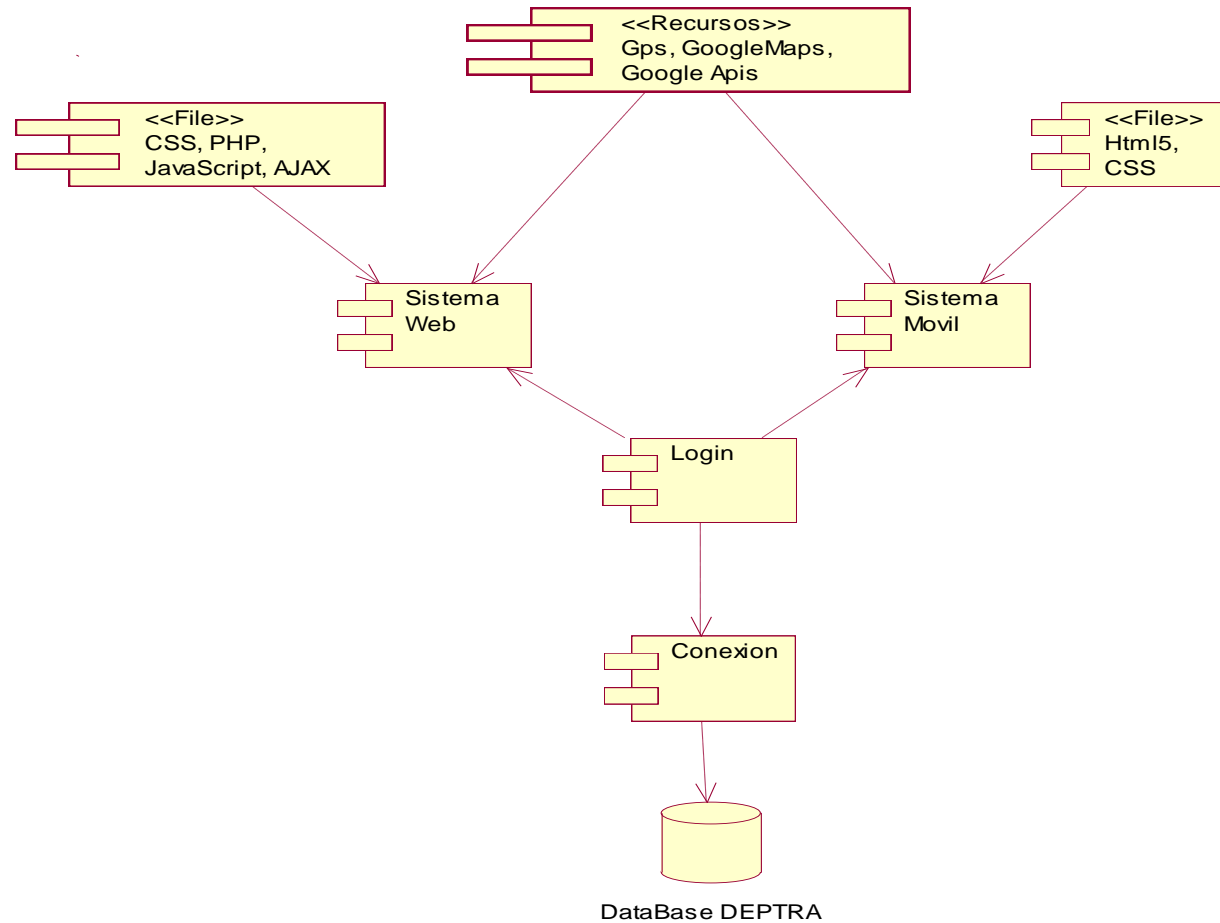 <<Recursos>>
Gps, GoogleMaps,
Google Apis
<<File>>
CSS, PHP,
JavaScript, AJAX
<<File>>
Html5,
CSS
Sistema
Web
Sistema
Movil
Login
Conexion
DataBase DEPTRA